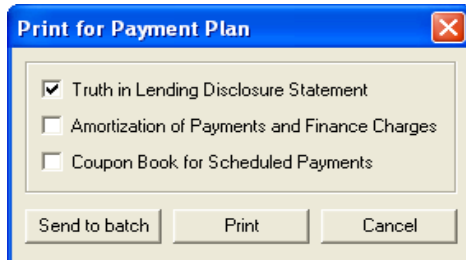 Print for Payment Plan
Truth in Lending Disclosure Statement
Amortization of Payments and Finance Charges
Coupon Book for Scheduled Payments
Send to batch Print Cancel